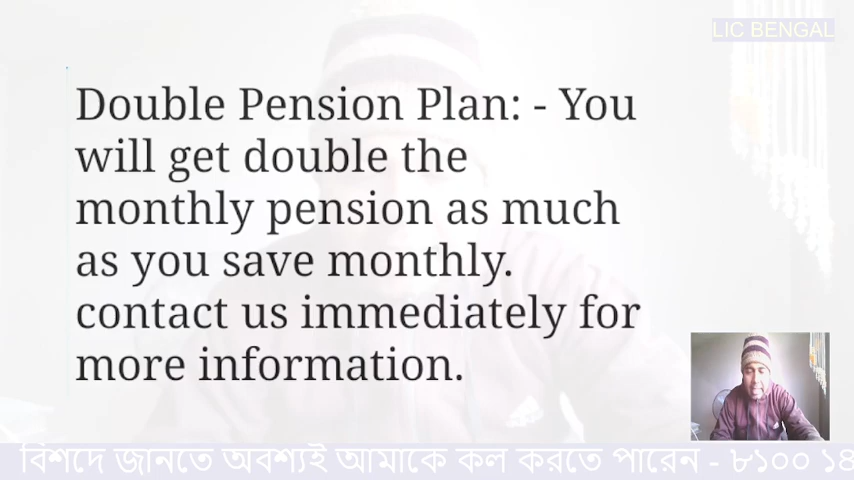 LIC BENGAL
Double Pension Plan: - You
will get double the
monthly pension as much
as you save monthly.
contact us immediately for
more information.
বিশদে জানতে অবশ্যই আমাকে কল করতে পারেন - ৮১০০ ১৪